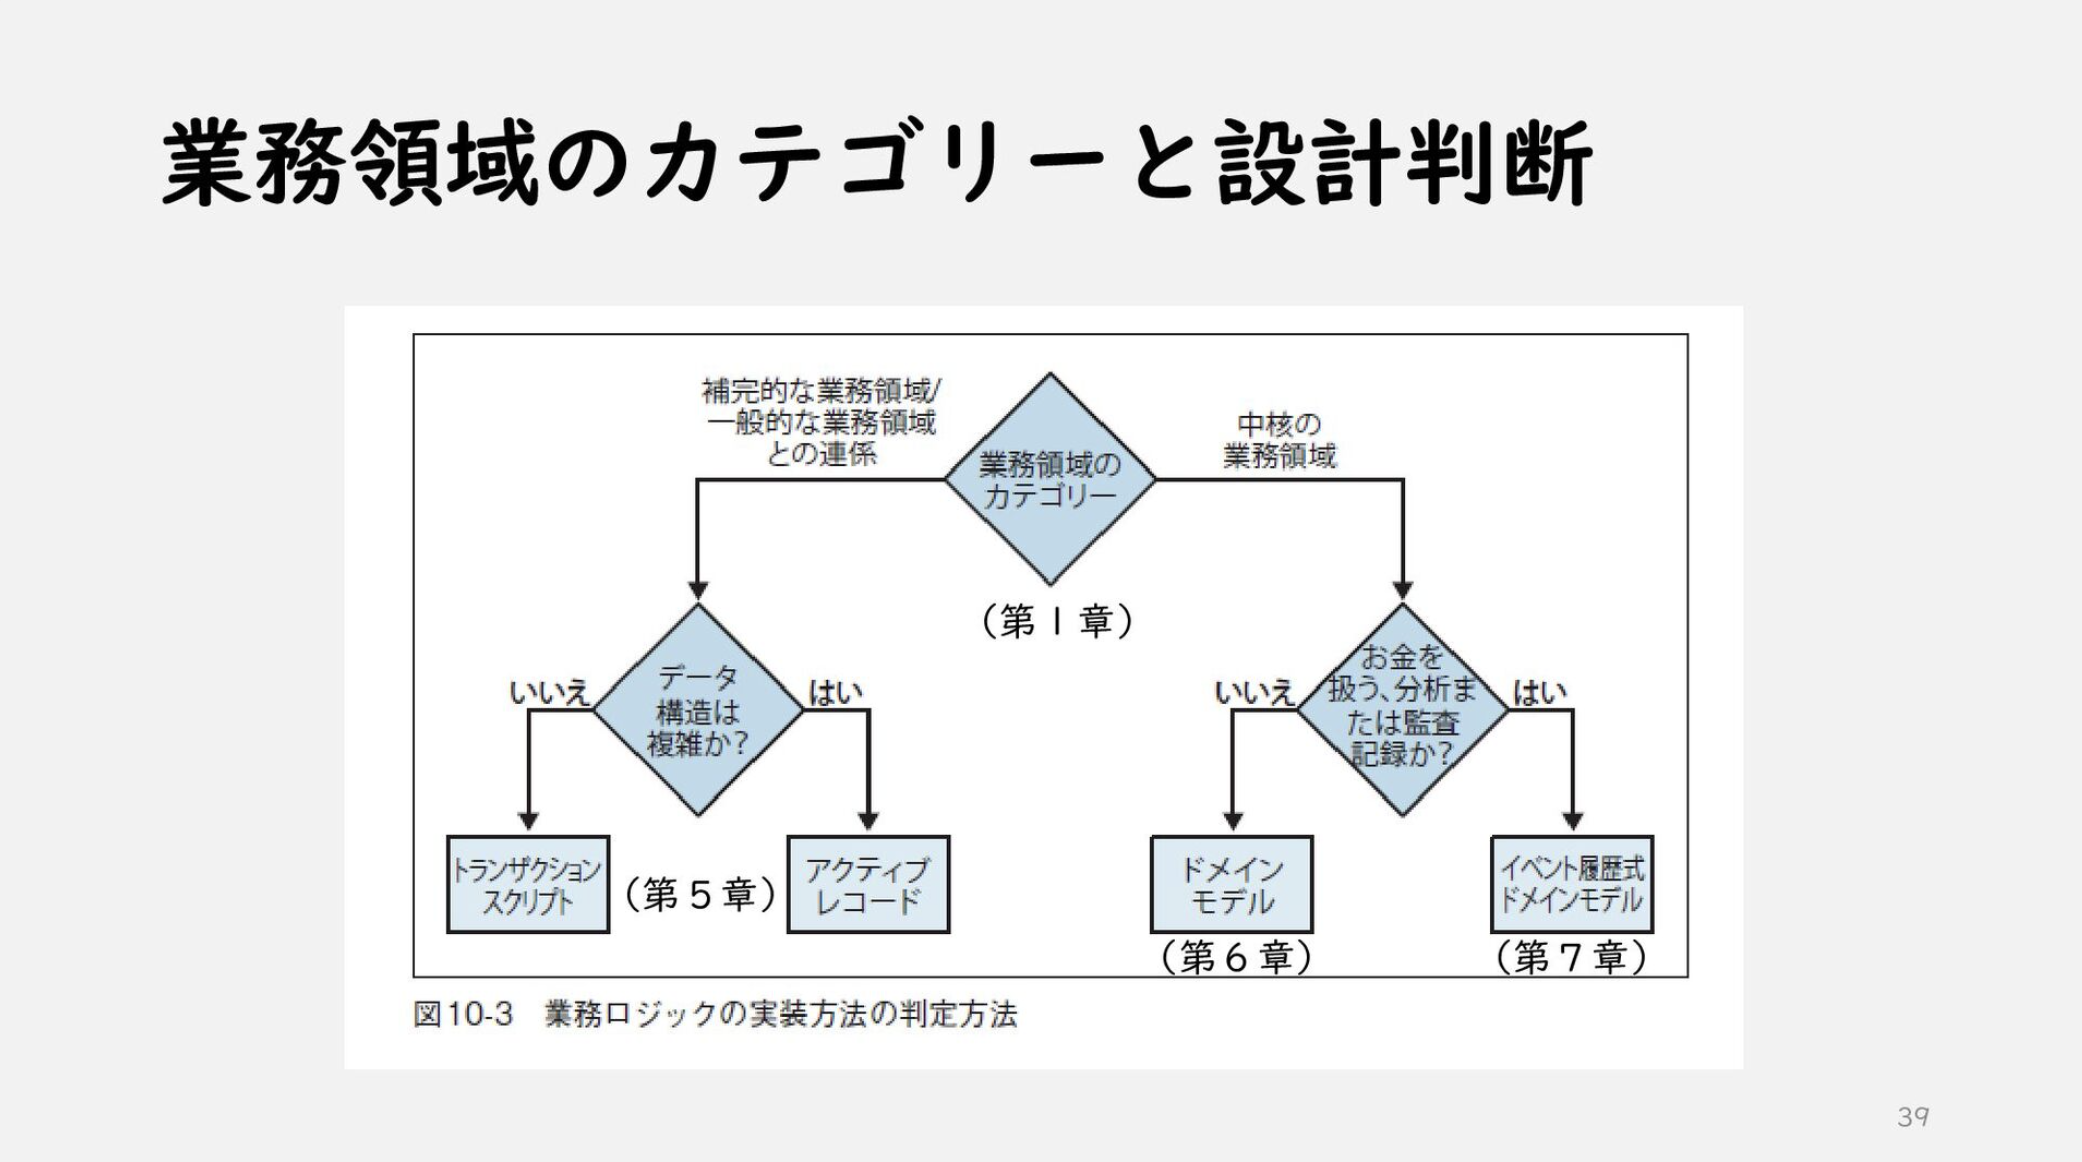 業務領域のカテゴリーと設計判断
補完的な業務領域/
一般的な業務領域
との連係
中核の
業務領域
業務領域の
カテゴリー
（第1章）
データ
構造は
複雑か？
いいえ
はい
お金を
扱う、分析ま
たは監査
記録か？
いいえ
はい
トランザクション
スクリプト
（第5章）
アクティブ
レコード
ドメイン
モデル
（第6章）
イベント履歴式
ドメインモデル
（第7章）
図10-3　業務ロジックの実装方法の判定方法
39